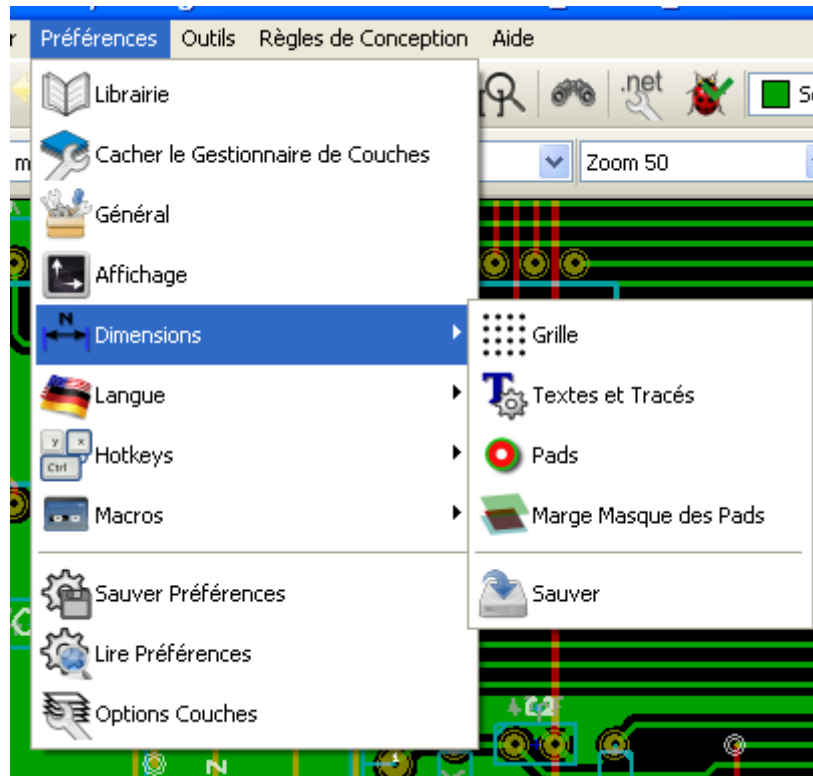 r Préférences Outils Règles de Conception Aide
Librairie
.net
Cacher le Gestionnaire de Couches
Zoom 50
Général
Affichage
N
Dimensions
Grille
Langue
Textes et Tracés
y x
Ctrl
Hotkeys
Pads
Macros
Marge Masque des Pads
Sauver Préférences
Sauver
Lire Préférences
Options Couches